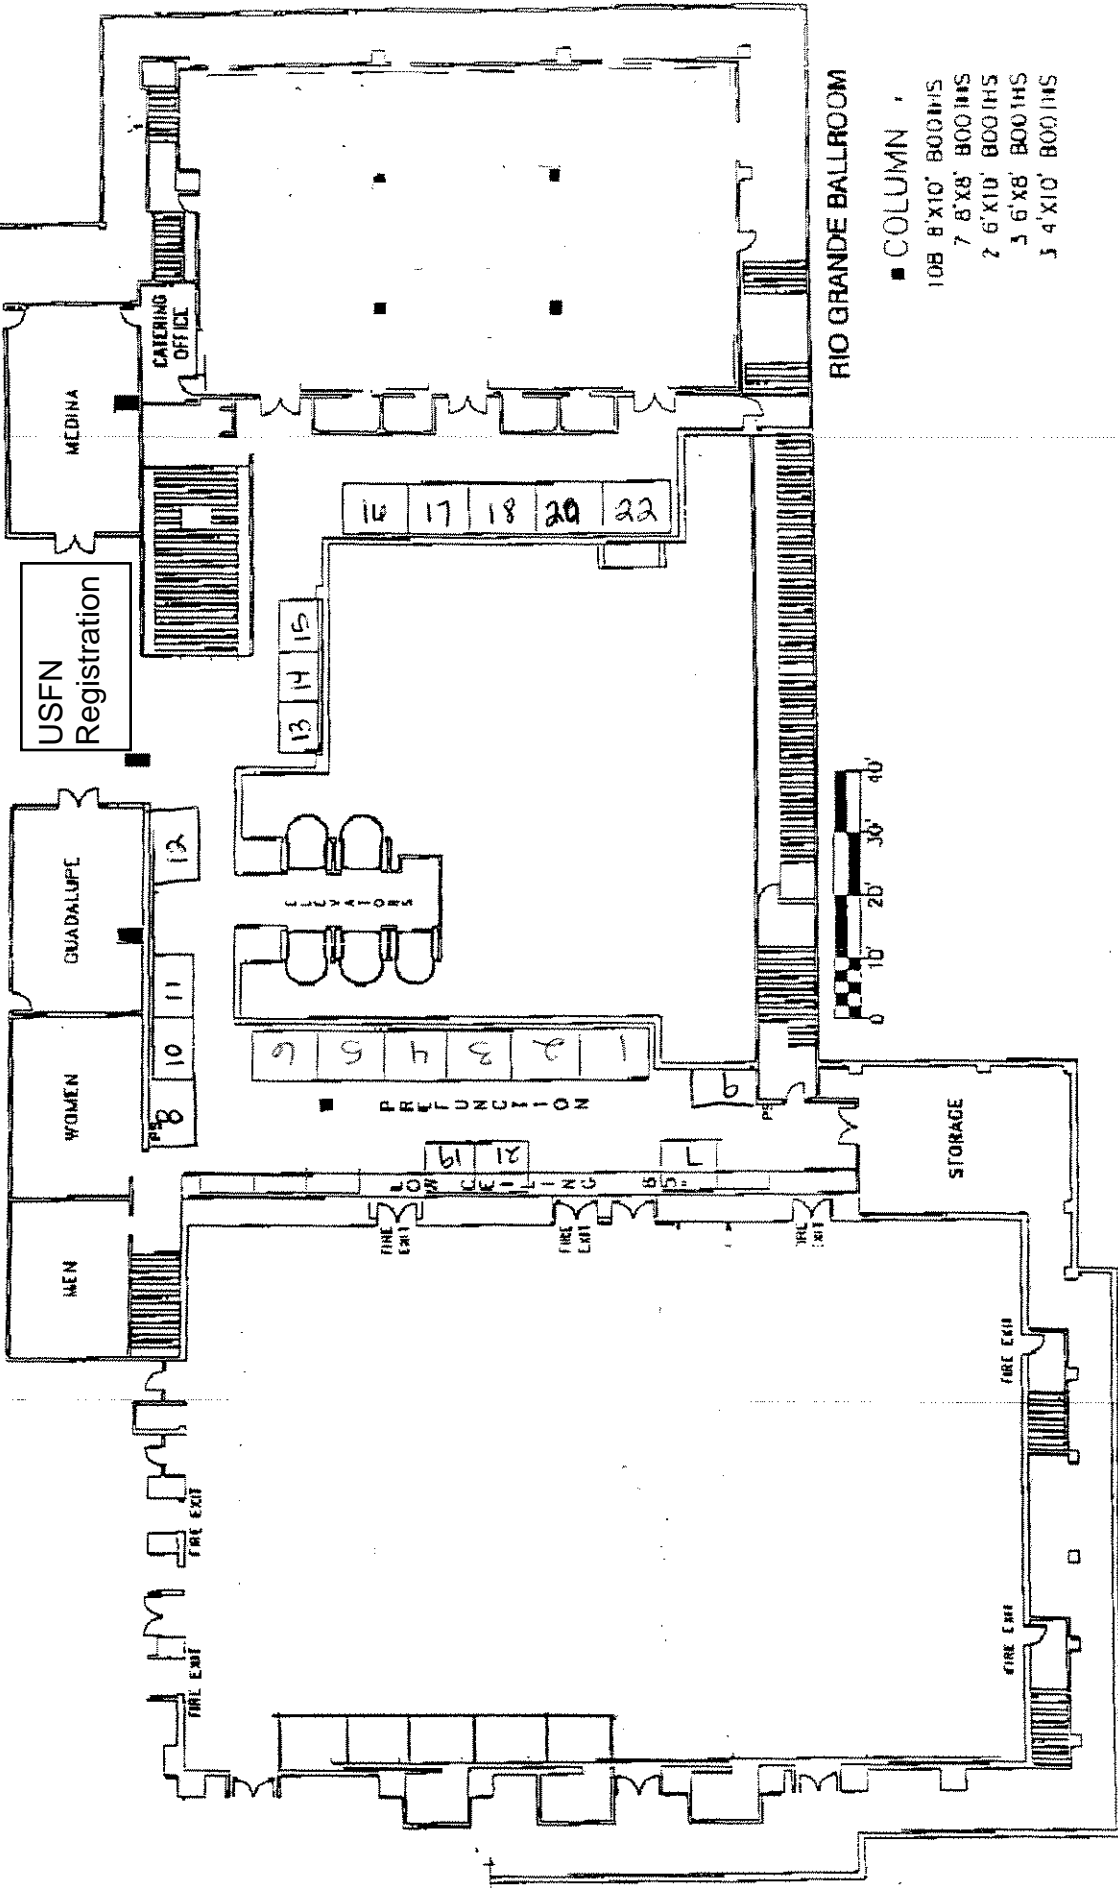 USFN
Registration
MEDINA
CATERING
OFFICE
GUADALUPE
WOMEN
MEN
PS
8
10
11
12
13
14
15
16
17
18
20
22
ELEVATORS
6
5
4
3
2
1
9
PS
PREFUNCTION
19
21
7
LOW CEILING
STORAGE
FIRE
EXIT
FIRE
EXIT
FIRE EXIT
FIRE EXIT
FIRE EXIT
FIRE EXIT
0
10'
20'
30'
40'
RIO GRANDE BALLROOM
COLUMN
108 8'X10' BOOTHS
7 8'X8' BOOTHS
2 6'X10' BOOTHS
3 6'X8' BOOTHS
3 4'X10' BOOTHS